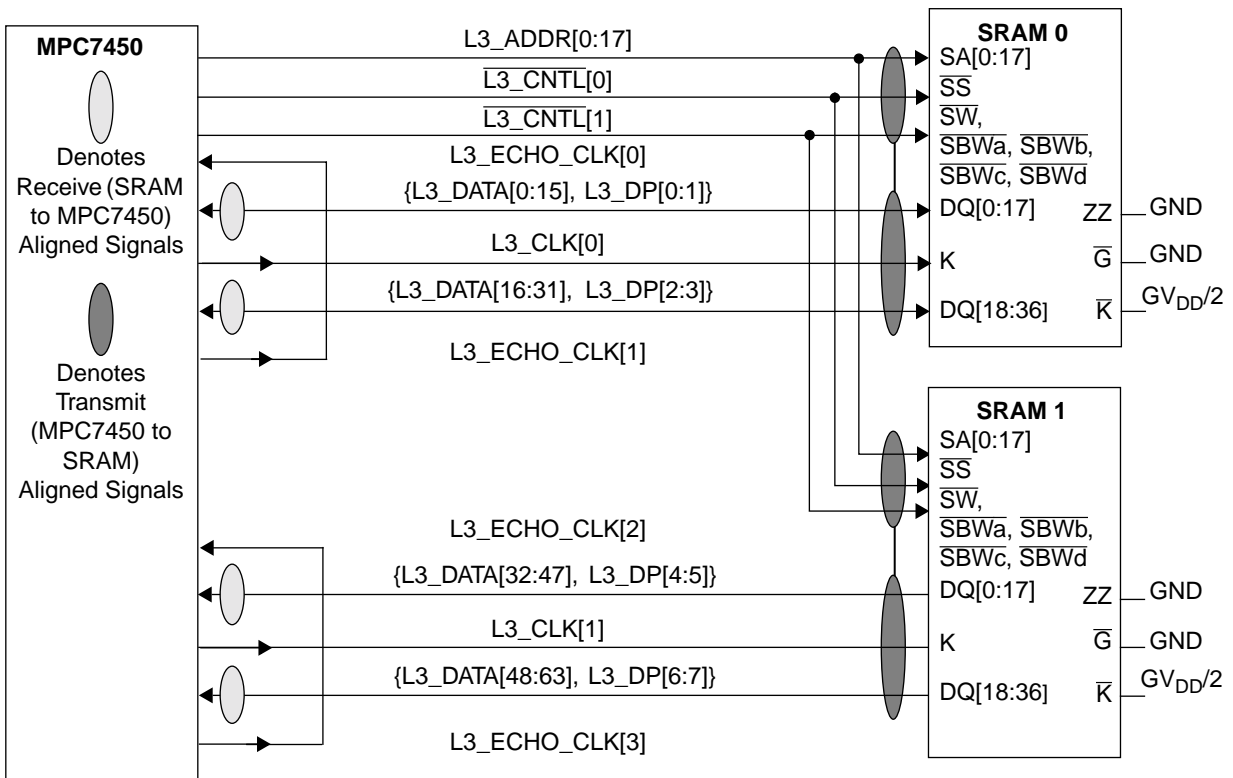 MPC7450
Denotes
Receive (SRAM
to MPC7450)
Aligned Signals
Denotes
Transmit
(MPC7450 to
SRAM)
Aligned Signals
L3_ADDR[0:17]
L3_CNTL[0]
L3_CNTL[1]
L3_ECHO_CLK[0]
{L3_DATA[0:15], L3_DP[0:1]}
L3_CLK[0]
{L3_DATA[16:31], L3_DP[2:3]}
L3_ECHO_CLK[1]
SRAM 0
SA[0:17]
SS
SW,
SBWa, SBWb,
SBWc, SBWd
DQ[0:17] ZZ GND
K G GND
DQ[18:36] K GVDD/2
L3_ECHO_CLK[2]
{L3_DATA[32:47], L3_DP[4:5]}
L3_CLK[1]
{L3_DATA[48:63], L3_DP[6:7]}
L3_ECHO_CLK[3]
SRAM 1
SA[0:17]
SS
SW,
SBWa, SBWb,
SBWc, SBWd
DQ[0:17] ZZ GND
K G GND
DQ[18:36] K GVDD/2